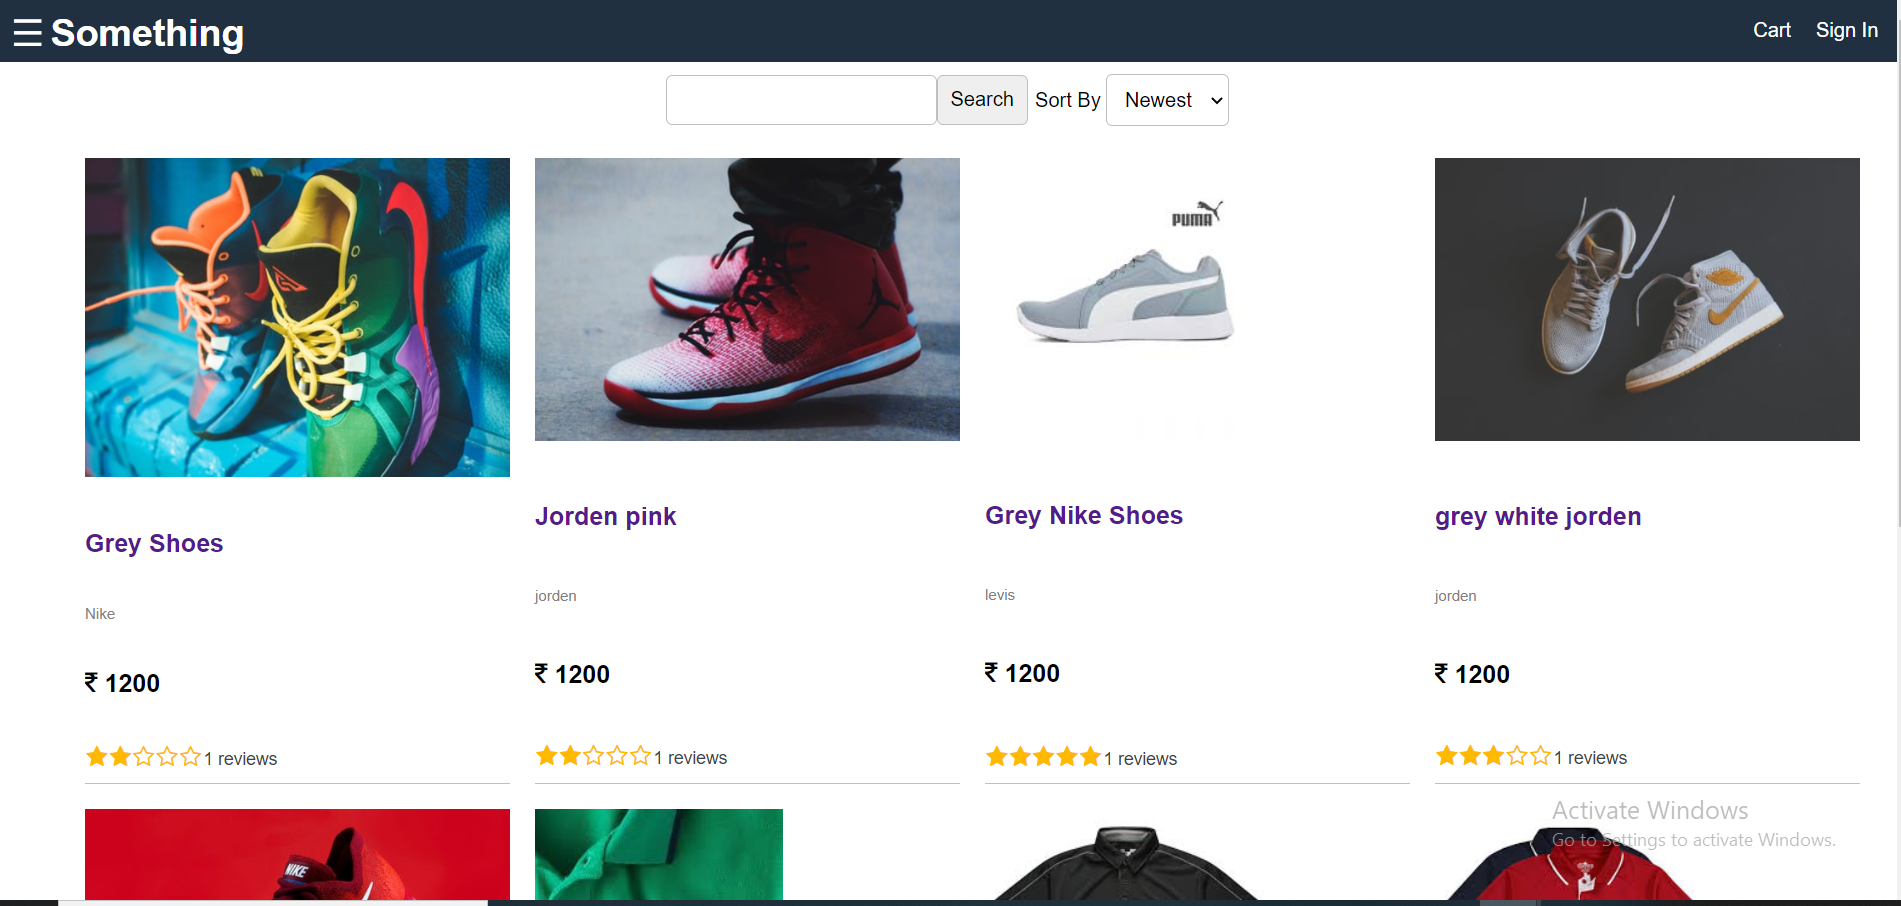 ☰ Something
Cart Sign In
Search Sort By Newest
PUMA
Grey Shoes
Nike
₹ 1200
1 reviews
Jorden pink
jorden
₹ 1200
1 reviews
Grey Nike Shoes
levis
₹ 1200
1 reviews
grey white jorden
jorden
₹ 1200
1 reviews
NIKE
Activate Windows
Go to Settings to activate Windows.